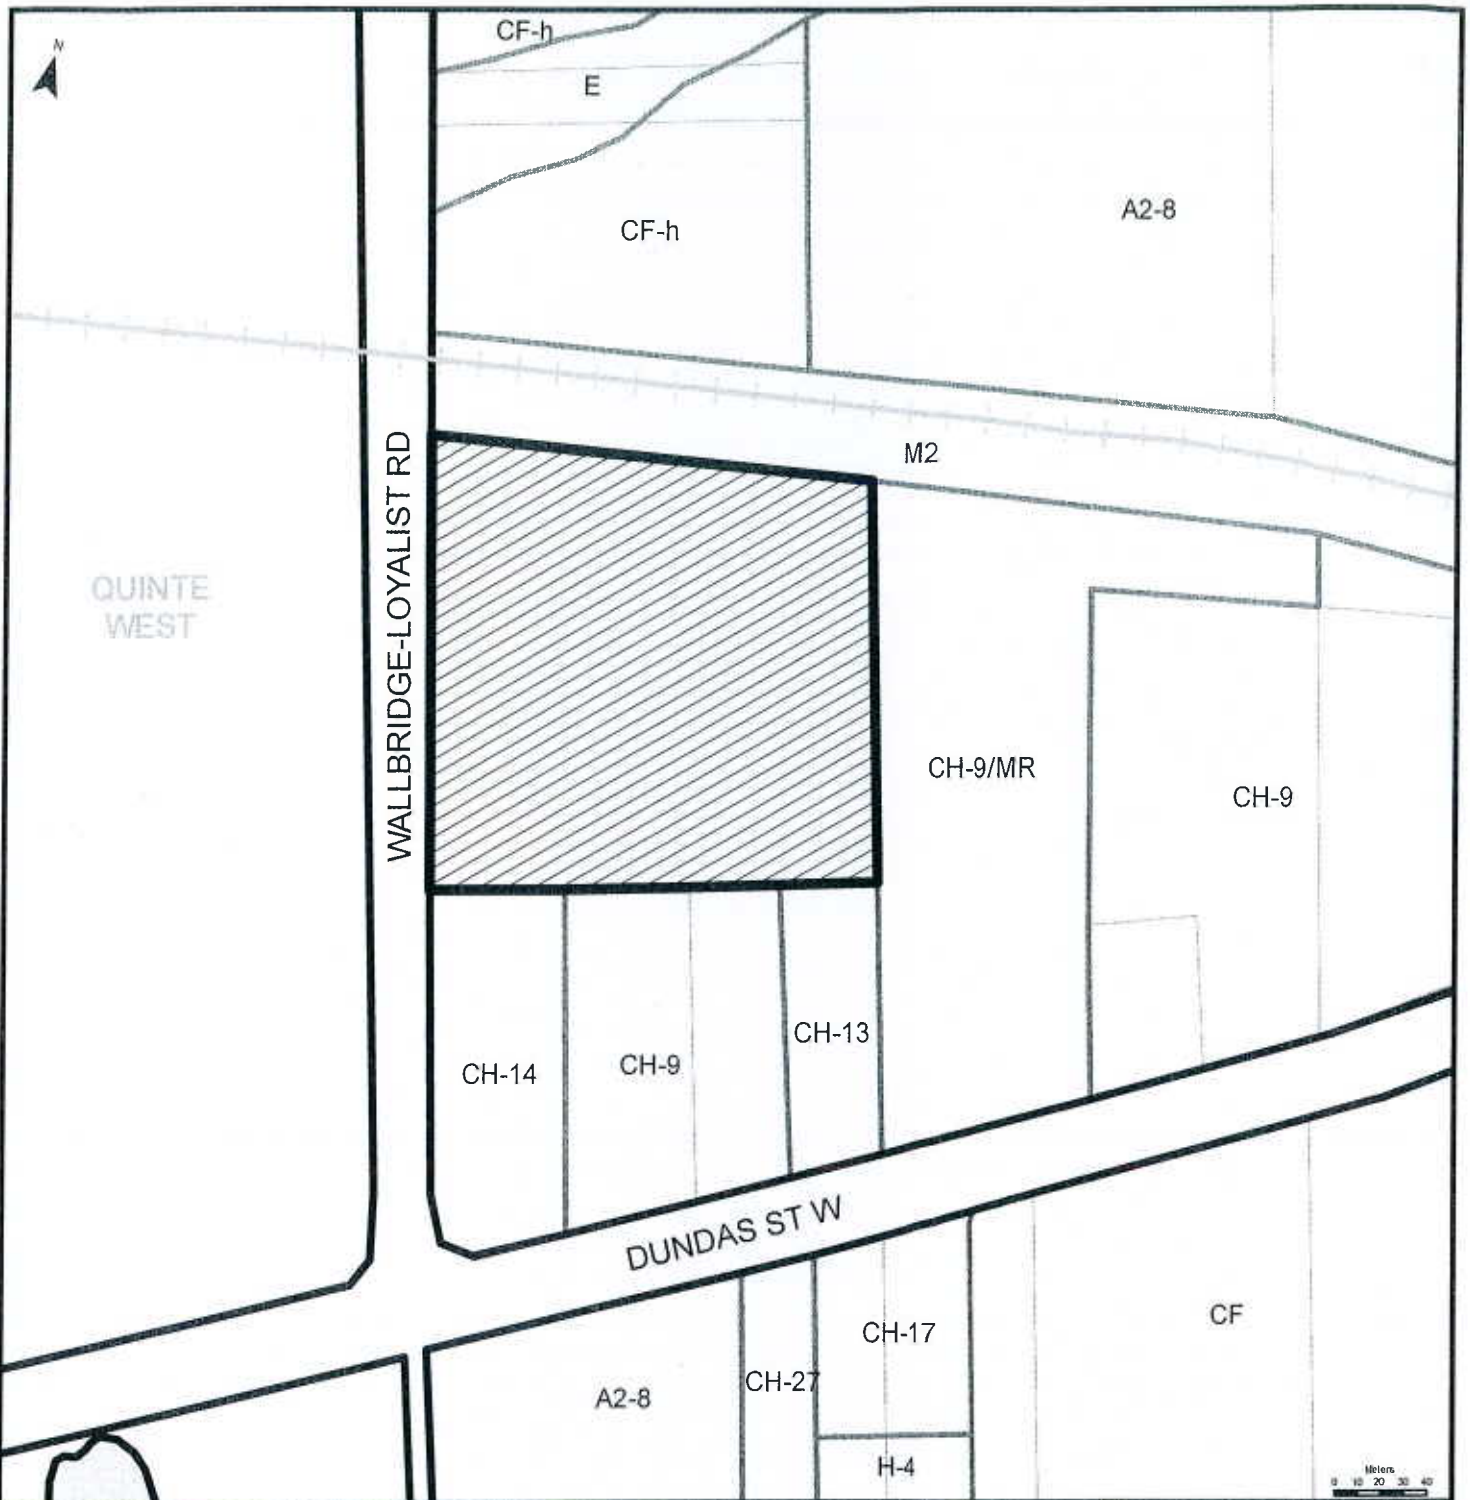 N
CF-h
E
CF-h
A2-8
M2
WALLBRIDGE-LOYALIST RD
QUINTE
WEST
CH-9/MR
CH-9
CH-13
CH-14
CH-9
DUNDAS ST W
CH-17
CF
CH-27
A2-8
H-4
Meters
0 10 20 30 40